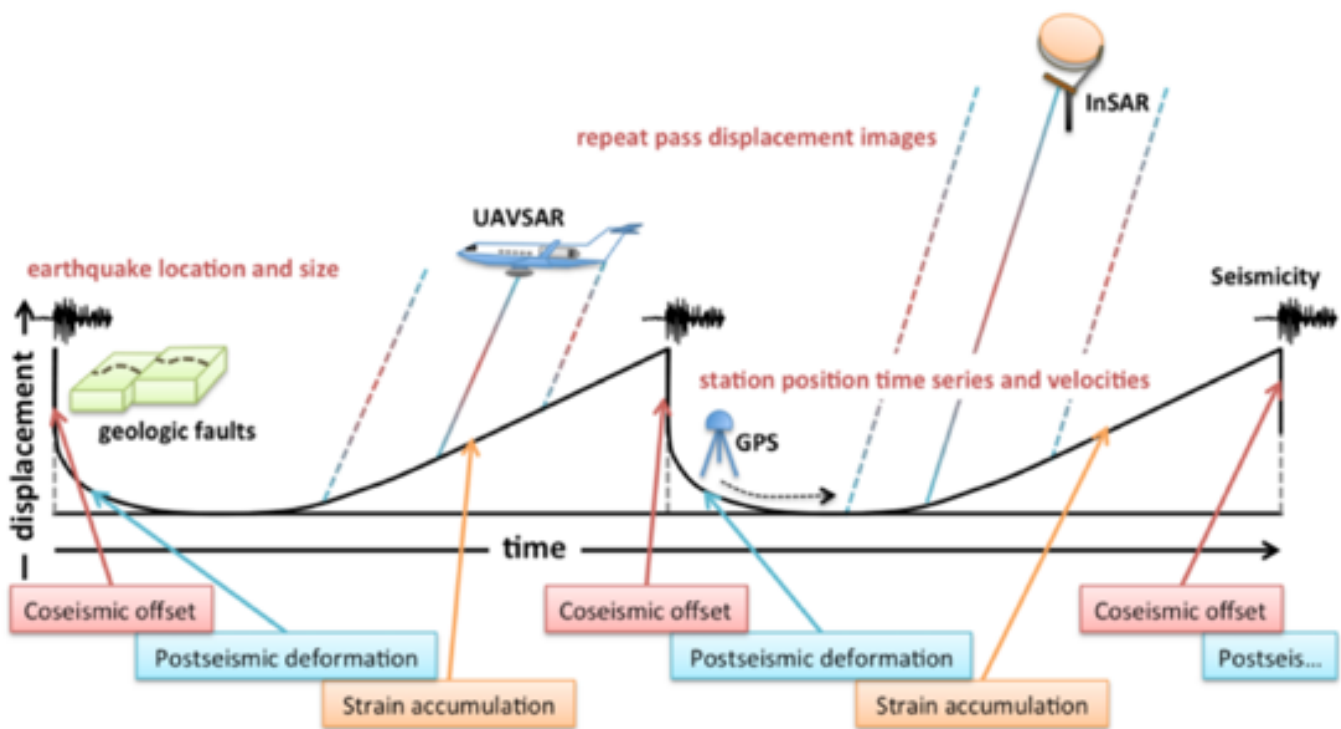 InSAR
repeat pass displacement images
UAVSAR
earthquake location and size
Seismicity
displacement
geologic faults
station position time series and velocities
GPS
time
Coseismic offset
Coseismic offset
Coseismic offset
Postseismic deformation
Postseismic deformation
Postseis...
Strain accumulation
Strain accumulation